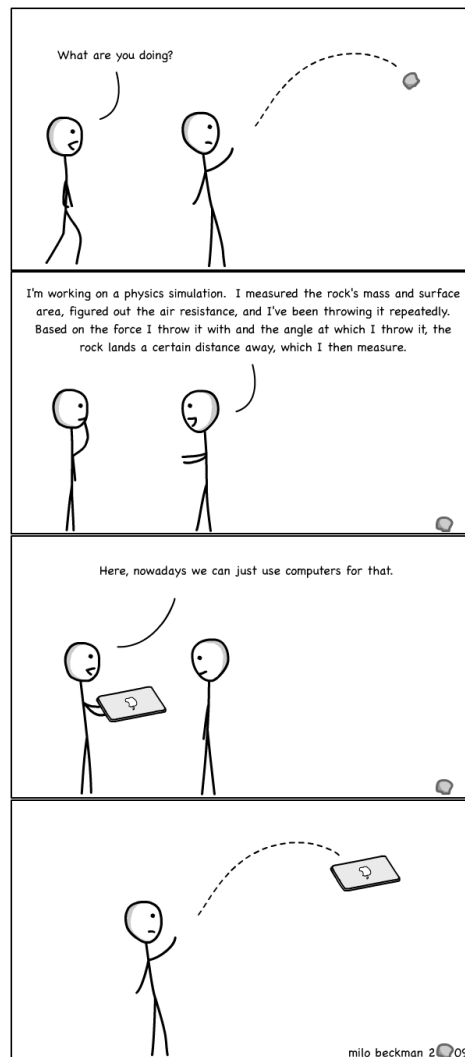 What are you doing?
I'm working on a physics simulation. I measured the rock's mass and surface
area, figured out the air resistance, and I've been throwing it repeatedly.
Based on the force I throw it with and the angle at which I throw it, the
rock lands a certain distance away, which I then measure.
Here, nowadays we can just use computers for that.
milo beckman 2 09